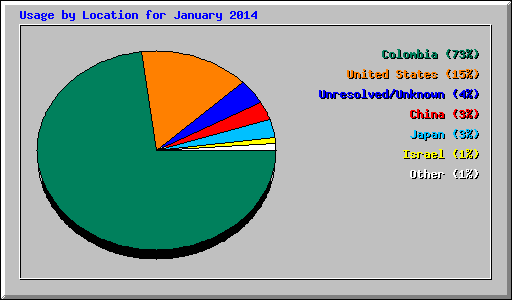 Usage by Location for January 2014
Colombia (73%)
United States (15%)
Unresolved/Unknown (4%)
China (3%)
Japan (3%)
Israel (1%)
Other (1%)